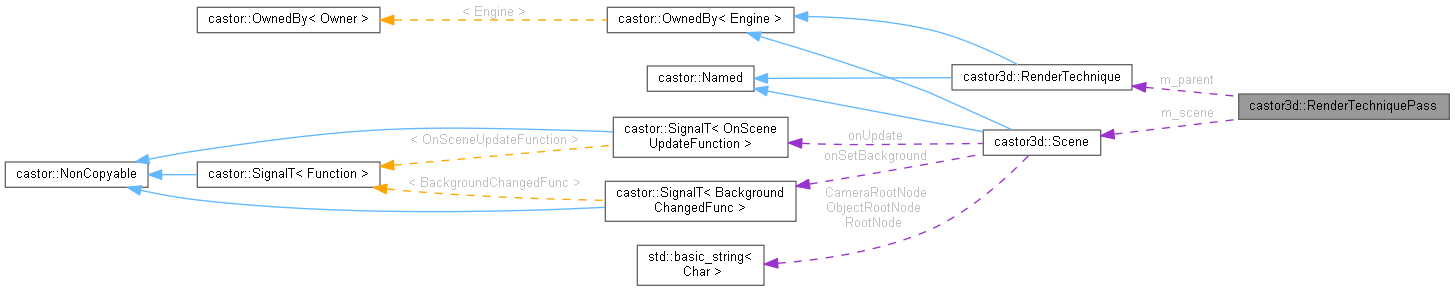 castor::OwnedBy< Owner >
< Engine >
castor::OwnedBy< Engine >
castor::Named
castor3d::RenderTechnique
m_parent
castor3d::RenderTechniquePass
m_scene
castor::SignalT< OnScene
UpdateFunction >
< OnSceneUpdateFunction >
onUpdate
castor3d::Scene
onSetBackground
castor::NonCopyable
castor::SignalT< Function >
< BackgroundChangedFunc >
castor::SignalT< Background
ChangedFunc >
CameraRootNode
ObjectRootNode
RootNode
std::basic_string<
Char >